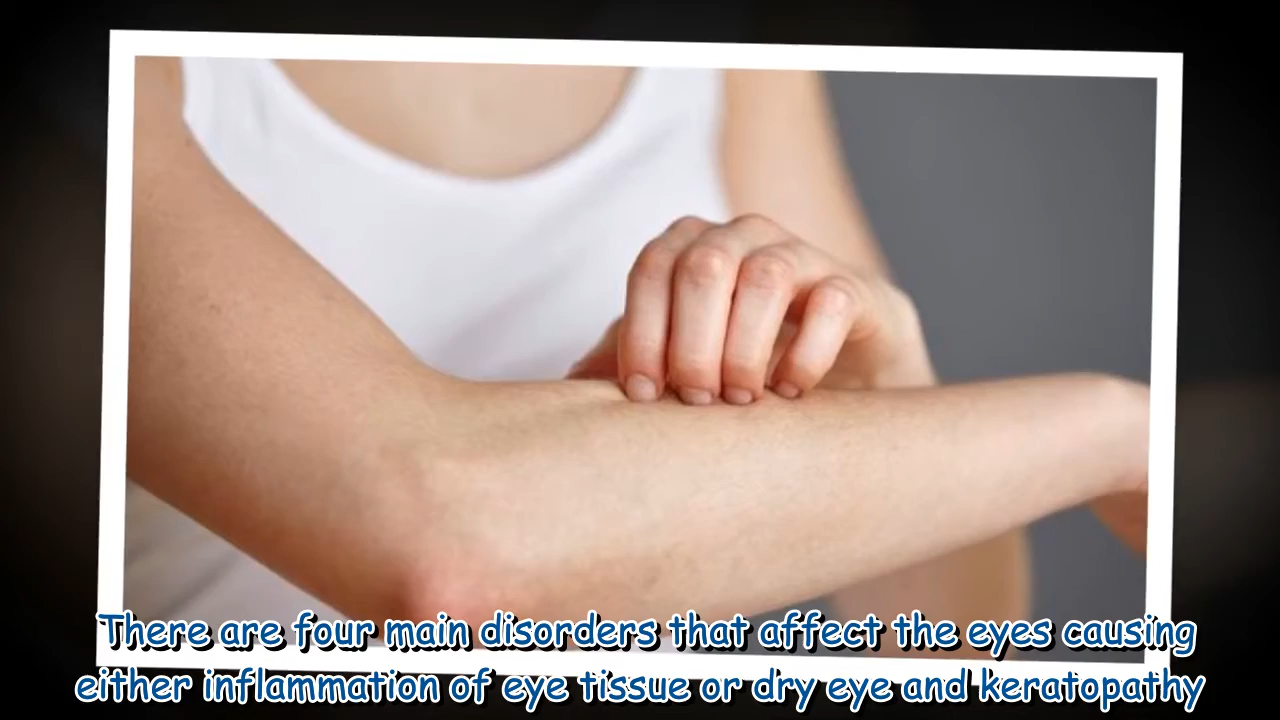 There are four main disorders that affect the eyes causing
either inflammation of eye tissue or dry eye and keratopathy